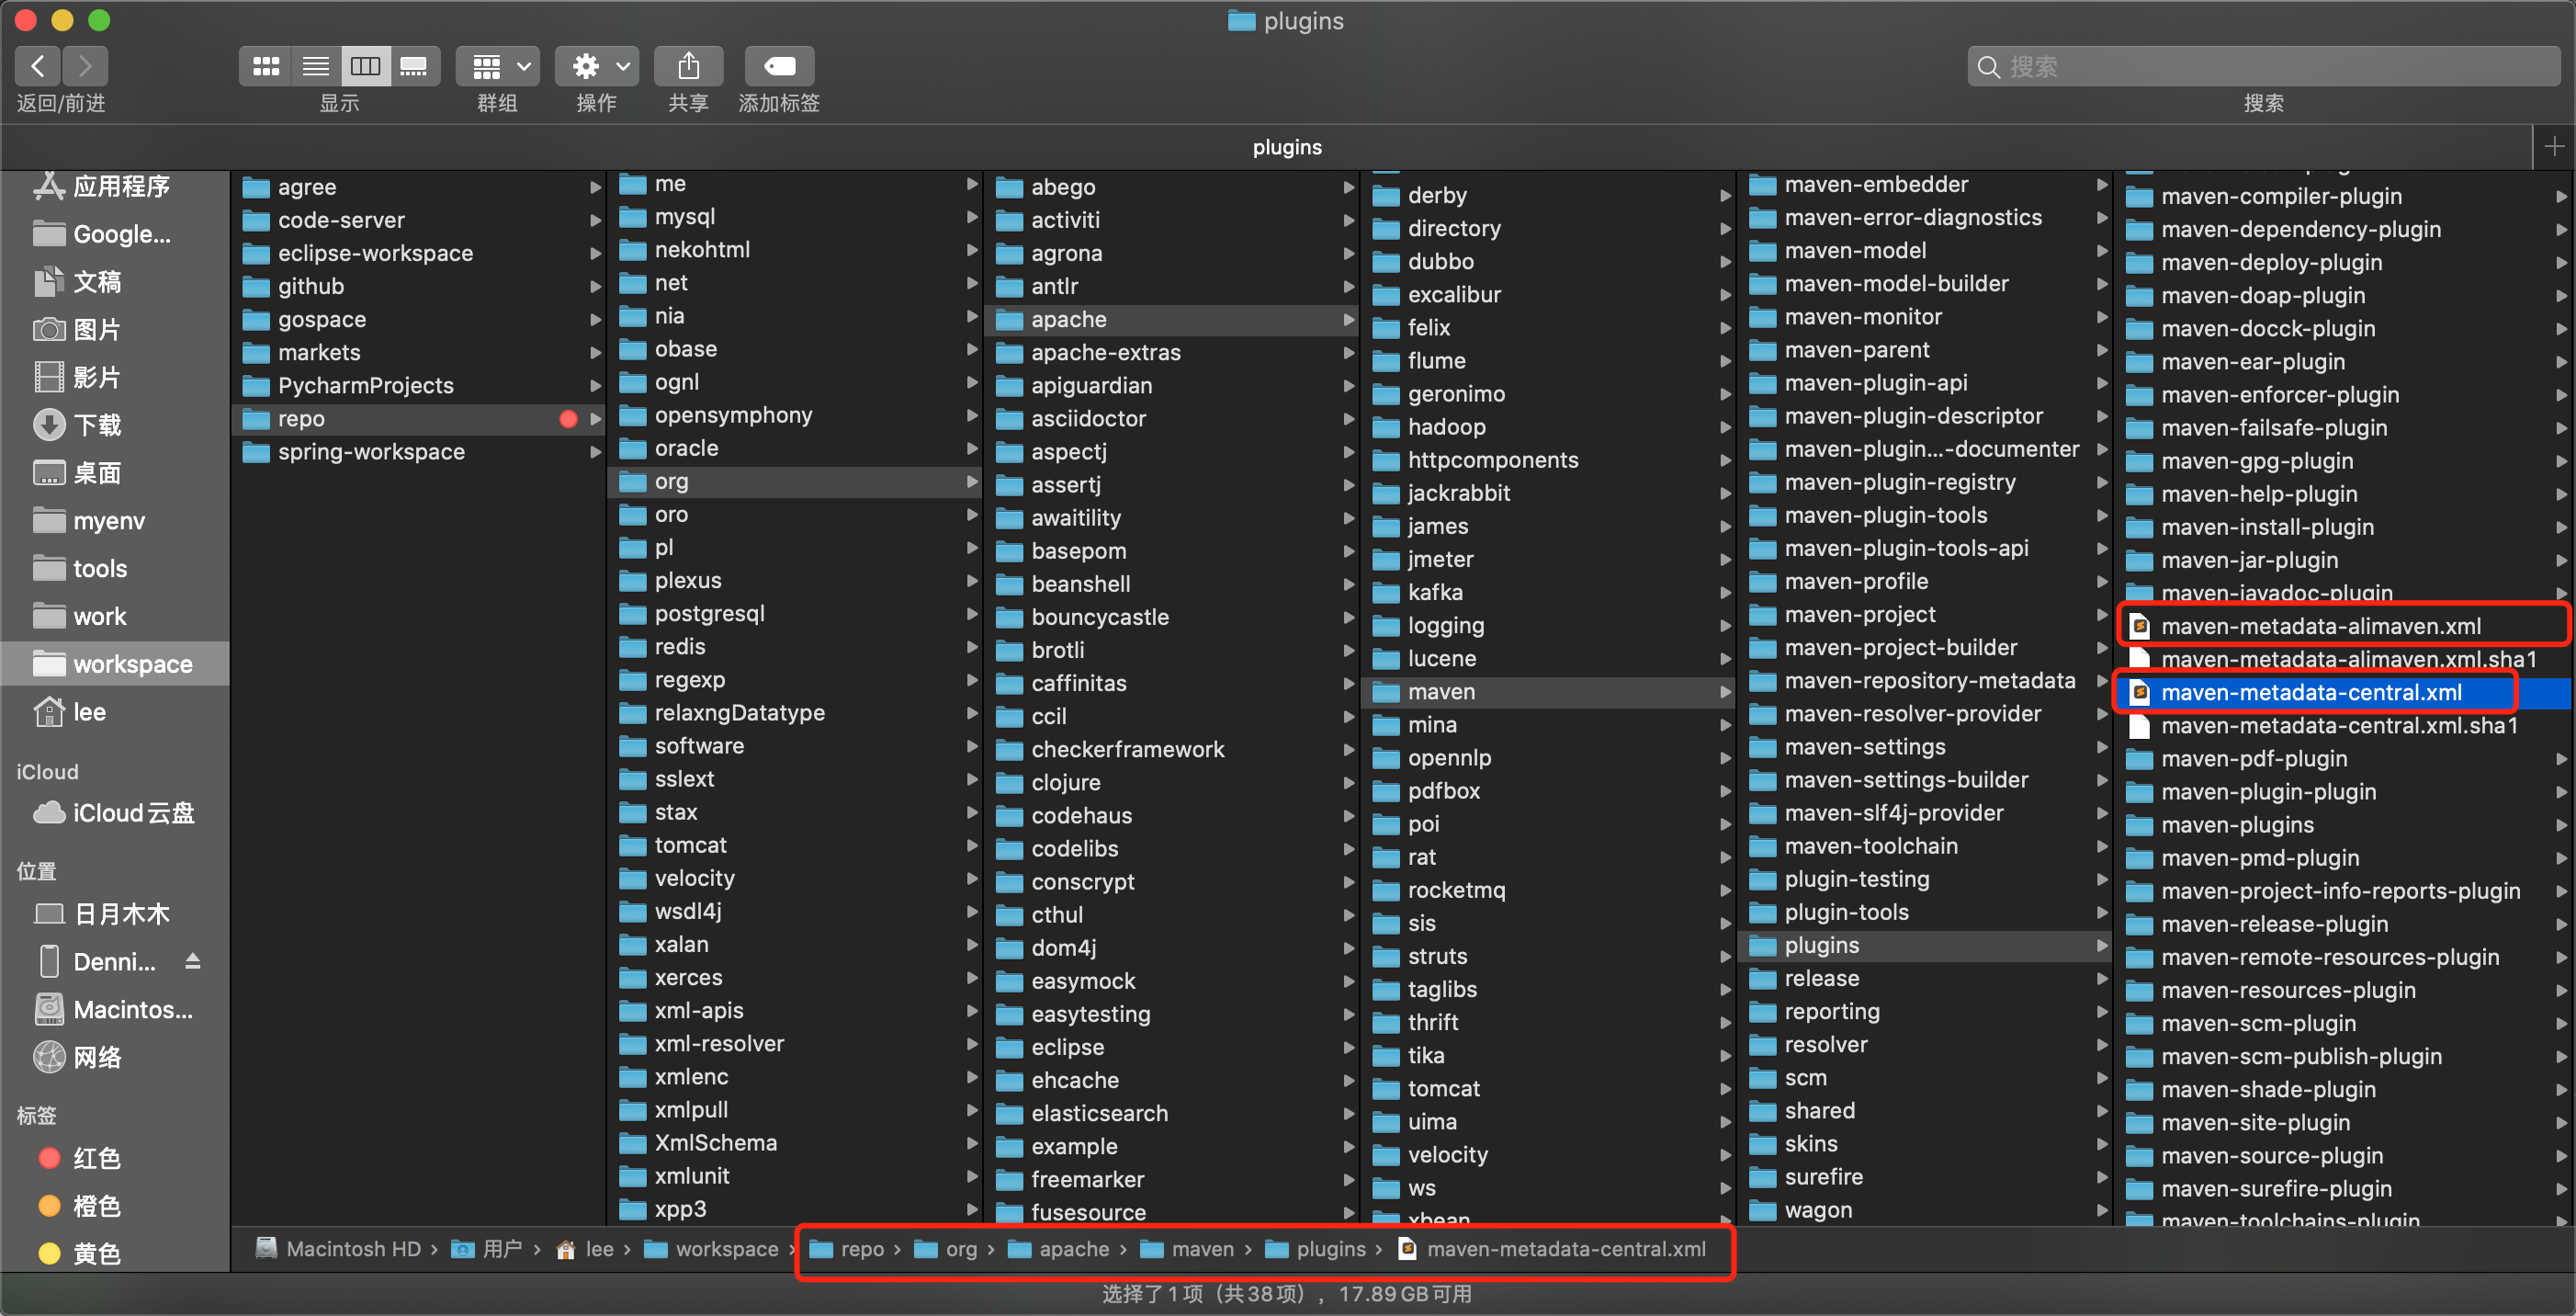 plugins
搜索
返回/前进
显示
群组
操作
共享
添加标签
搜索
plugins
应用程序
Google...
文稿
图片
影片
下载
桌面
myenv
tools
work
workspace
lee
iCloud
iCloud云盘
位置
日月木木
Denni...
Macintos...
网络
标签
红色
橙色
黄色
agree
code-server
eclipse-workspace
github
gospace
markets
PycharmProjects
repo
spring-workspace
me
mysql
nekohtml
net
nia
obase
ognl
opensymphony
oracle
org
oro
pl
plexus
postgresql
redis
regexp
relaxngDatatype
software
sslext
stax
tomcat
velocity
wsdl4j
xalan
xerces
xml-apis
xml-resolver
xmlenc
xmlpull
XmlSchema
xmlunit
xpp3
abego
activiti
agrona
antlr
apache
apache-extras
apiguardian
asciidoctor
aspectj
assertj
awaitility
basepom
beanshell
bouncycastle
brotli
caffinitas
ccil
checkerframework
clojure
codehaus
codelibs
conscrypt
cthul
dom4j
easymock
easytesting
eclipse
ehcache
elasticsearch
example
freemarker
fusesource
derby
directory
dubbo
excalibur
felix
flume
geronimo
hadoop
httpcomponents
jackrabbit
james
jmeter
kafka
logging
lucene
maven
mina
opennlp
pdfbox
poi
rat
rocketmq
sis
struts
taglibs
thrift
tika
tomcat
uima
velocity
ws
xbean
maven-embedder
maven-error-diagnostics
maven-model
maven-model-builder
maven-monitor
maven-parent
maven-plugin-api
maven-plugin-descriptor
maven-plugin...-documenter
maven-plugin-registry
maven-plugin-tools
maven-plugin-tools-api
maven-profile
maven-project
maven-project-builder
maven-repository-metadata
maven-resolver-provider
maven-settings
maven-settings-builder
maven-slf4j-provider
maven-toolchain
plugin-testing
plugin-tools
plugins
release
reporting
resolver
scm
shared
skins
surefire
wagon
maven-compiler-plugin
maven-dependency-plugin
maven-deploy-plugin
maven-doap-plugin
maven-docck-plugin
maven-ear-plugin
maven-enforcer-plugin
maven-failsafe-plugin
maven-gpg-plugin
maven-help-plugin
maven-install-plugin
maven-jar-plugin
maven-javadoc-plugin
maven-metadata-alimaven.xml
maven-metadata-alimaven.xml.sha1
maven-metadata-central.xml
maven-metadata-central.xml.sha1
maven-pdf-plugin
maven-plugin-plugin
maven-plugins
maven-pmd-plugin
maven-project-info-reports-plugin
maven-release-plugin
maven-remote-resources-plugin
maven-resources-plugin
maven-scm-plugin
maven-scm-publish-plugin
maven-shade-plugin
maven-site-plugin
maven-source-plugin
maven-surefire-plugin
maven-toolchains-plugin
Macintosh HD › 用户 › lee › workspace › repo › org › apache › maven › plugins › maven-metadata-central.xml
选择了1项（共38项），17.89 GB可用